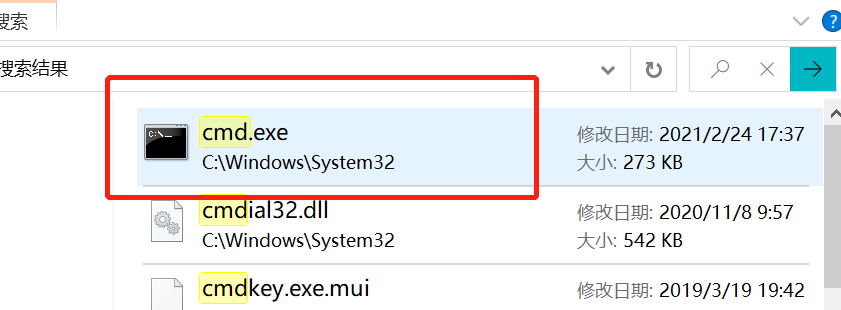 搜索
搜索结果
cmd.exe
修改日期: 2021/2/24 17:37
C:\Windows\System32
大小: 273 KB
cmdial32.dll
修改日期: 2020/11/8 9:57
C:\Windows\System32
大小: 542 KB
cmdkey.exe.mui
修改日期: 2019/3/19 19:42